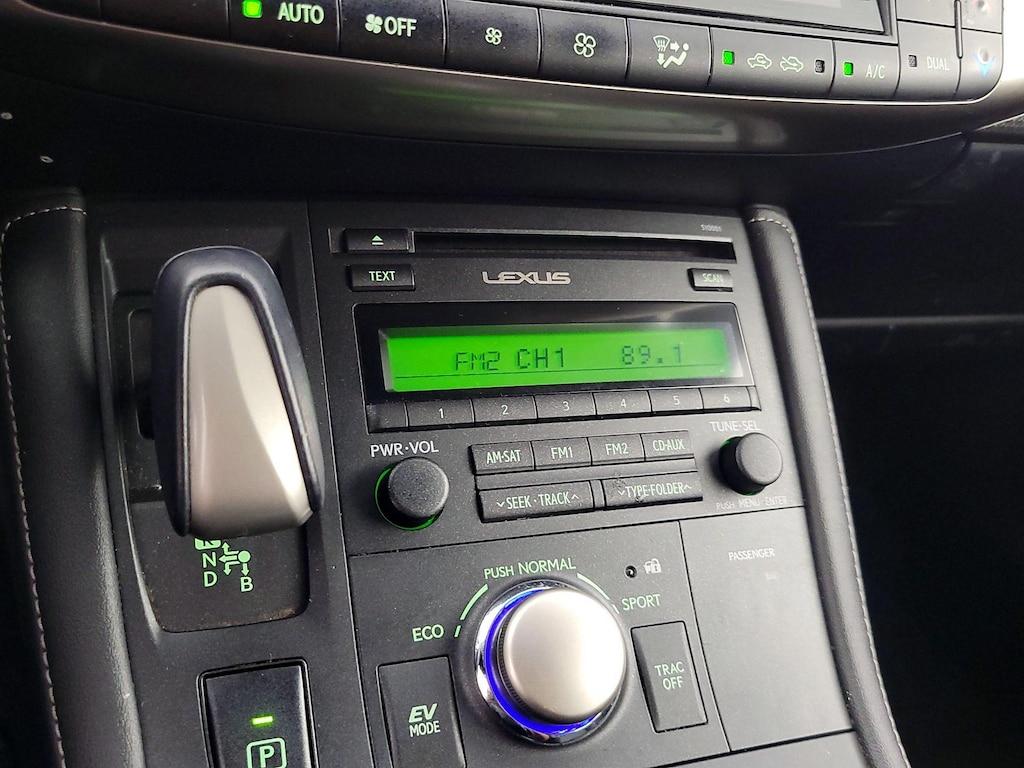 AUTO
OFF
A/C
DUAL
TEXT
LEXUS
SCAN
FM2 CH1 89.1
1 2 3 4 5 6
PWR·VOL
TUNE·SEL
AM·SAT FM1 FM2 CD·AUX
SEEK·TRACK
TYPE·FOLDER
PUSH MENU ENTER
N
D
B
PUSH NORMAL
ECO
SPORT
PASSENGER
EV
MODE
TRAC
OFF
P